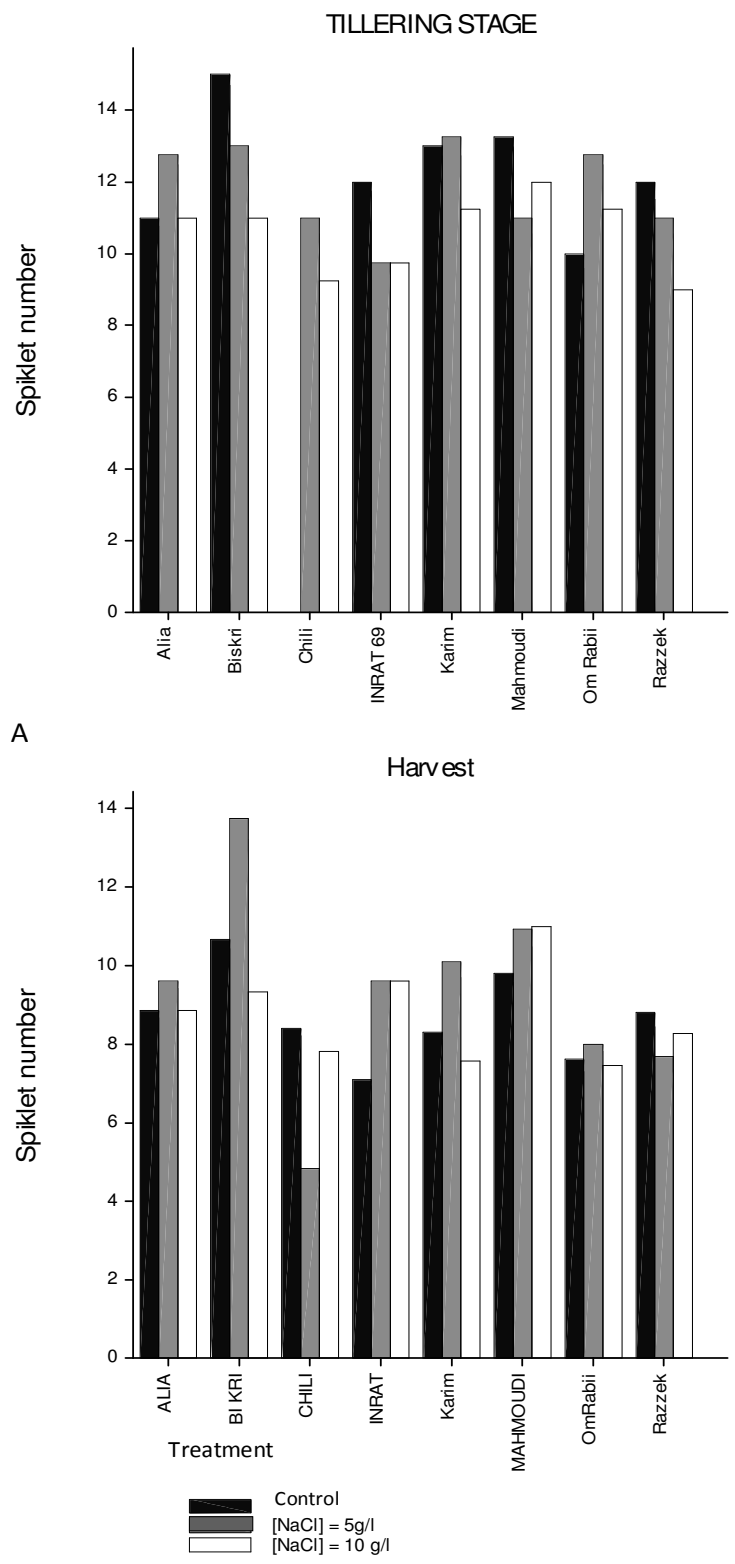 TILLERING STAGE
Spiklet number
14
12
10
8
6
4
2
0
Alia
Biskri
Chili
INRAT 69
Karim
Mahmoudi
Om Rabii
Razzek
A
Harvest
Spiklet number
14
12
10
8
6
4
2
0
ALIA
BI KRI
CHILI
INRAT
Karim
MAHMOUDI
OmRabii
Razzek
Treatment
Control
[NaCl] = 5g/l
[NaCl] = 10 g/l